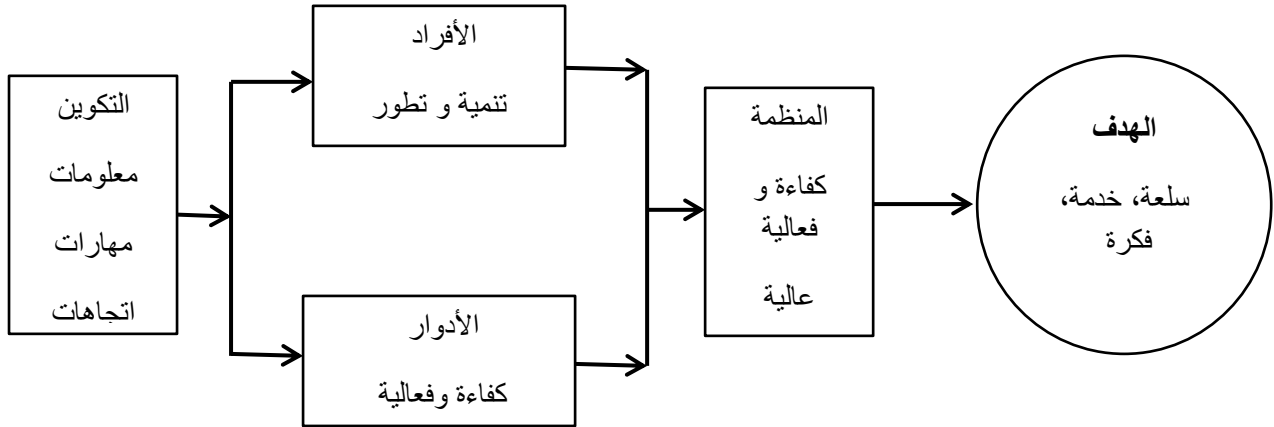 التكوين
معلومات
مهارات
اتجاهات
الأفراد
تنمية و تطور
الأدوار
كفاءة وفعالية
المنظمة
كفاءة و
فعالية
عالية
الهدف
سلعة، خدمة،
فكرة